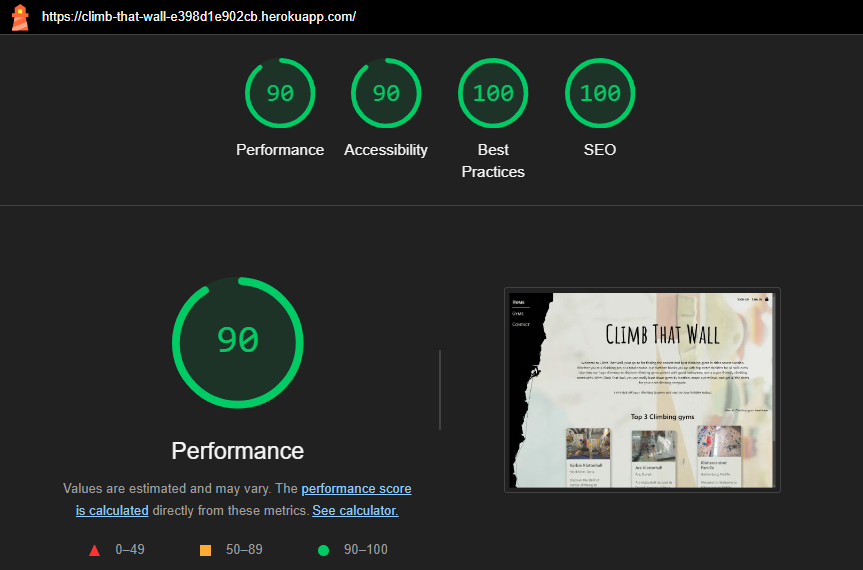 https://climb-that-wall-e398d1e902cb.herokuapp.com/
90
90
100
100
Performance
Accessibility
Best
Practices
SEO
90
Performance
Values are estimated and may vary. The performance score
is calculated directly from these metrics. See calculator.
0–49
50–89
90–100
HOME
GYMS
CONTACT
CLIMB THAT WALL
Top 3 Climbing gyms